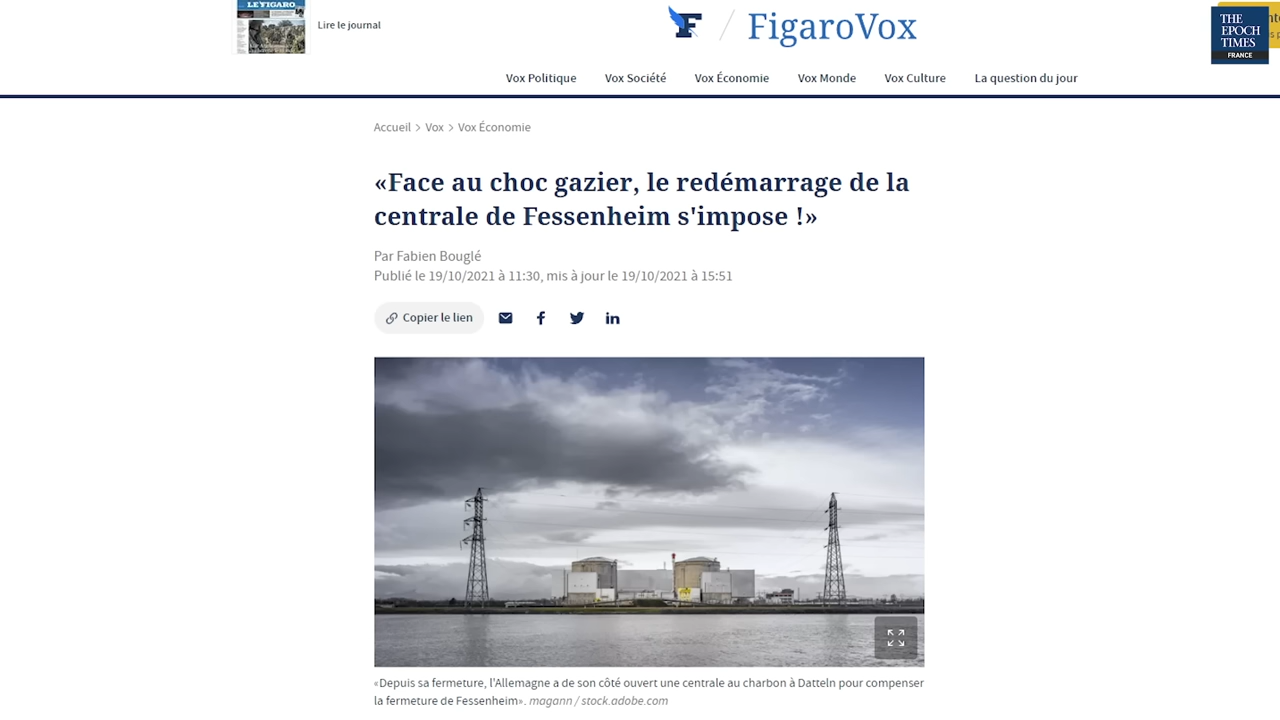 LE FIGARO
Lire le journal
F / FigaroVox
THE
EPOCH
TIMES
FRANCE
Vox Politique Vox Société Vox Économie Vox Monde Vox Culture La question du jour
Accueil > Vox > Vox Économie
«Face au choc gazier, le redémarrage de la
centrale de Fessenheim s'impose !»
Par Fabien Bouglé
Publié le 19/10/2021 à 11:30, mis à jour le 19/10/2021 à 15:51
Copier le lien
«Depuis sa fermeture, l'Allemagne a de son côté ouvert une centrale au charbon à Datteln pour compenser
la fermeture de Fessenheim». magann / stock.adobe.com